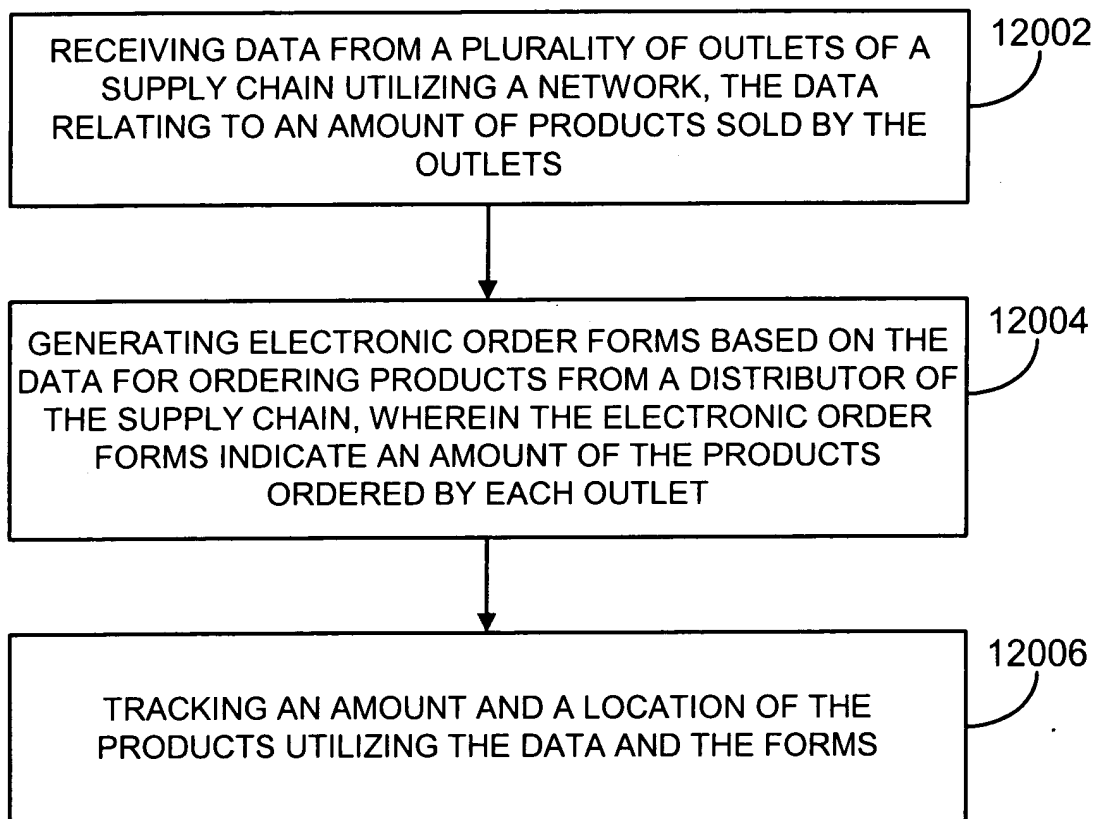 RECEIVING DATA FROM A PLURALITY OF OUTLETS OF A
SUPPLY CHAIN UTILIZING A NETWORK, THE DATA
RELATING TO AN AMOUNT OF PRODUCTS SOLD BY THE
OUTLETS
12002
GENERATING ELECTRONIC ORDER FORMS BASED ON THE
DATA FOR ORDERING PRODUCTS FROM A DISTRIBUTOR OF
THE SUPPLY CHAIN, WHEREIN THE ELECTRONIC ORDER
FORMS INDICATE AN AMOUNT OF THE PRODUCTS
ORDERED BY EACH OUTLET
12004
TRACKING AN AMOUNT AND A LOCATION OF THE
PRODUCTS UTILIZING THE DATA AND THE FORMS
12006